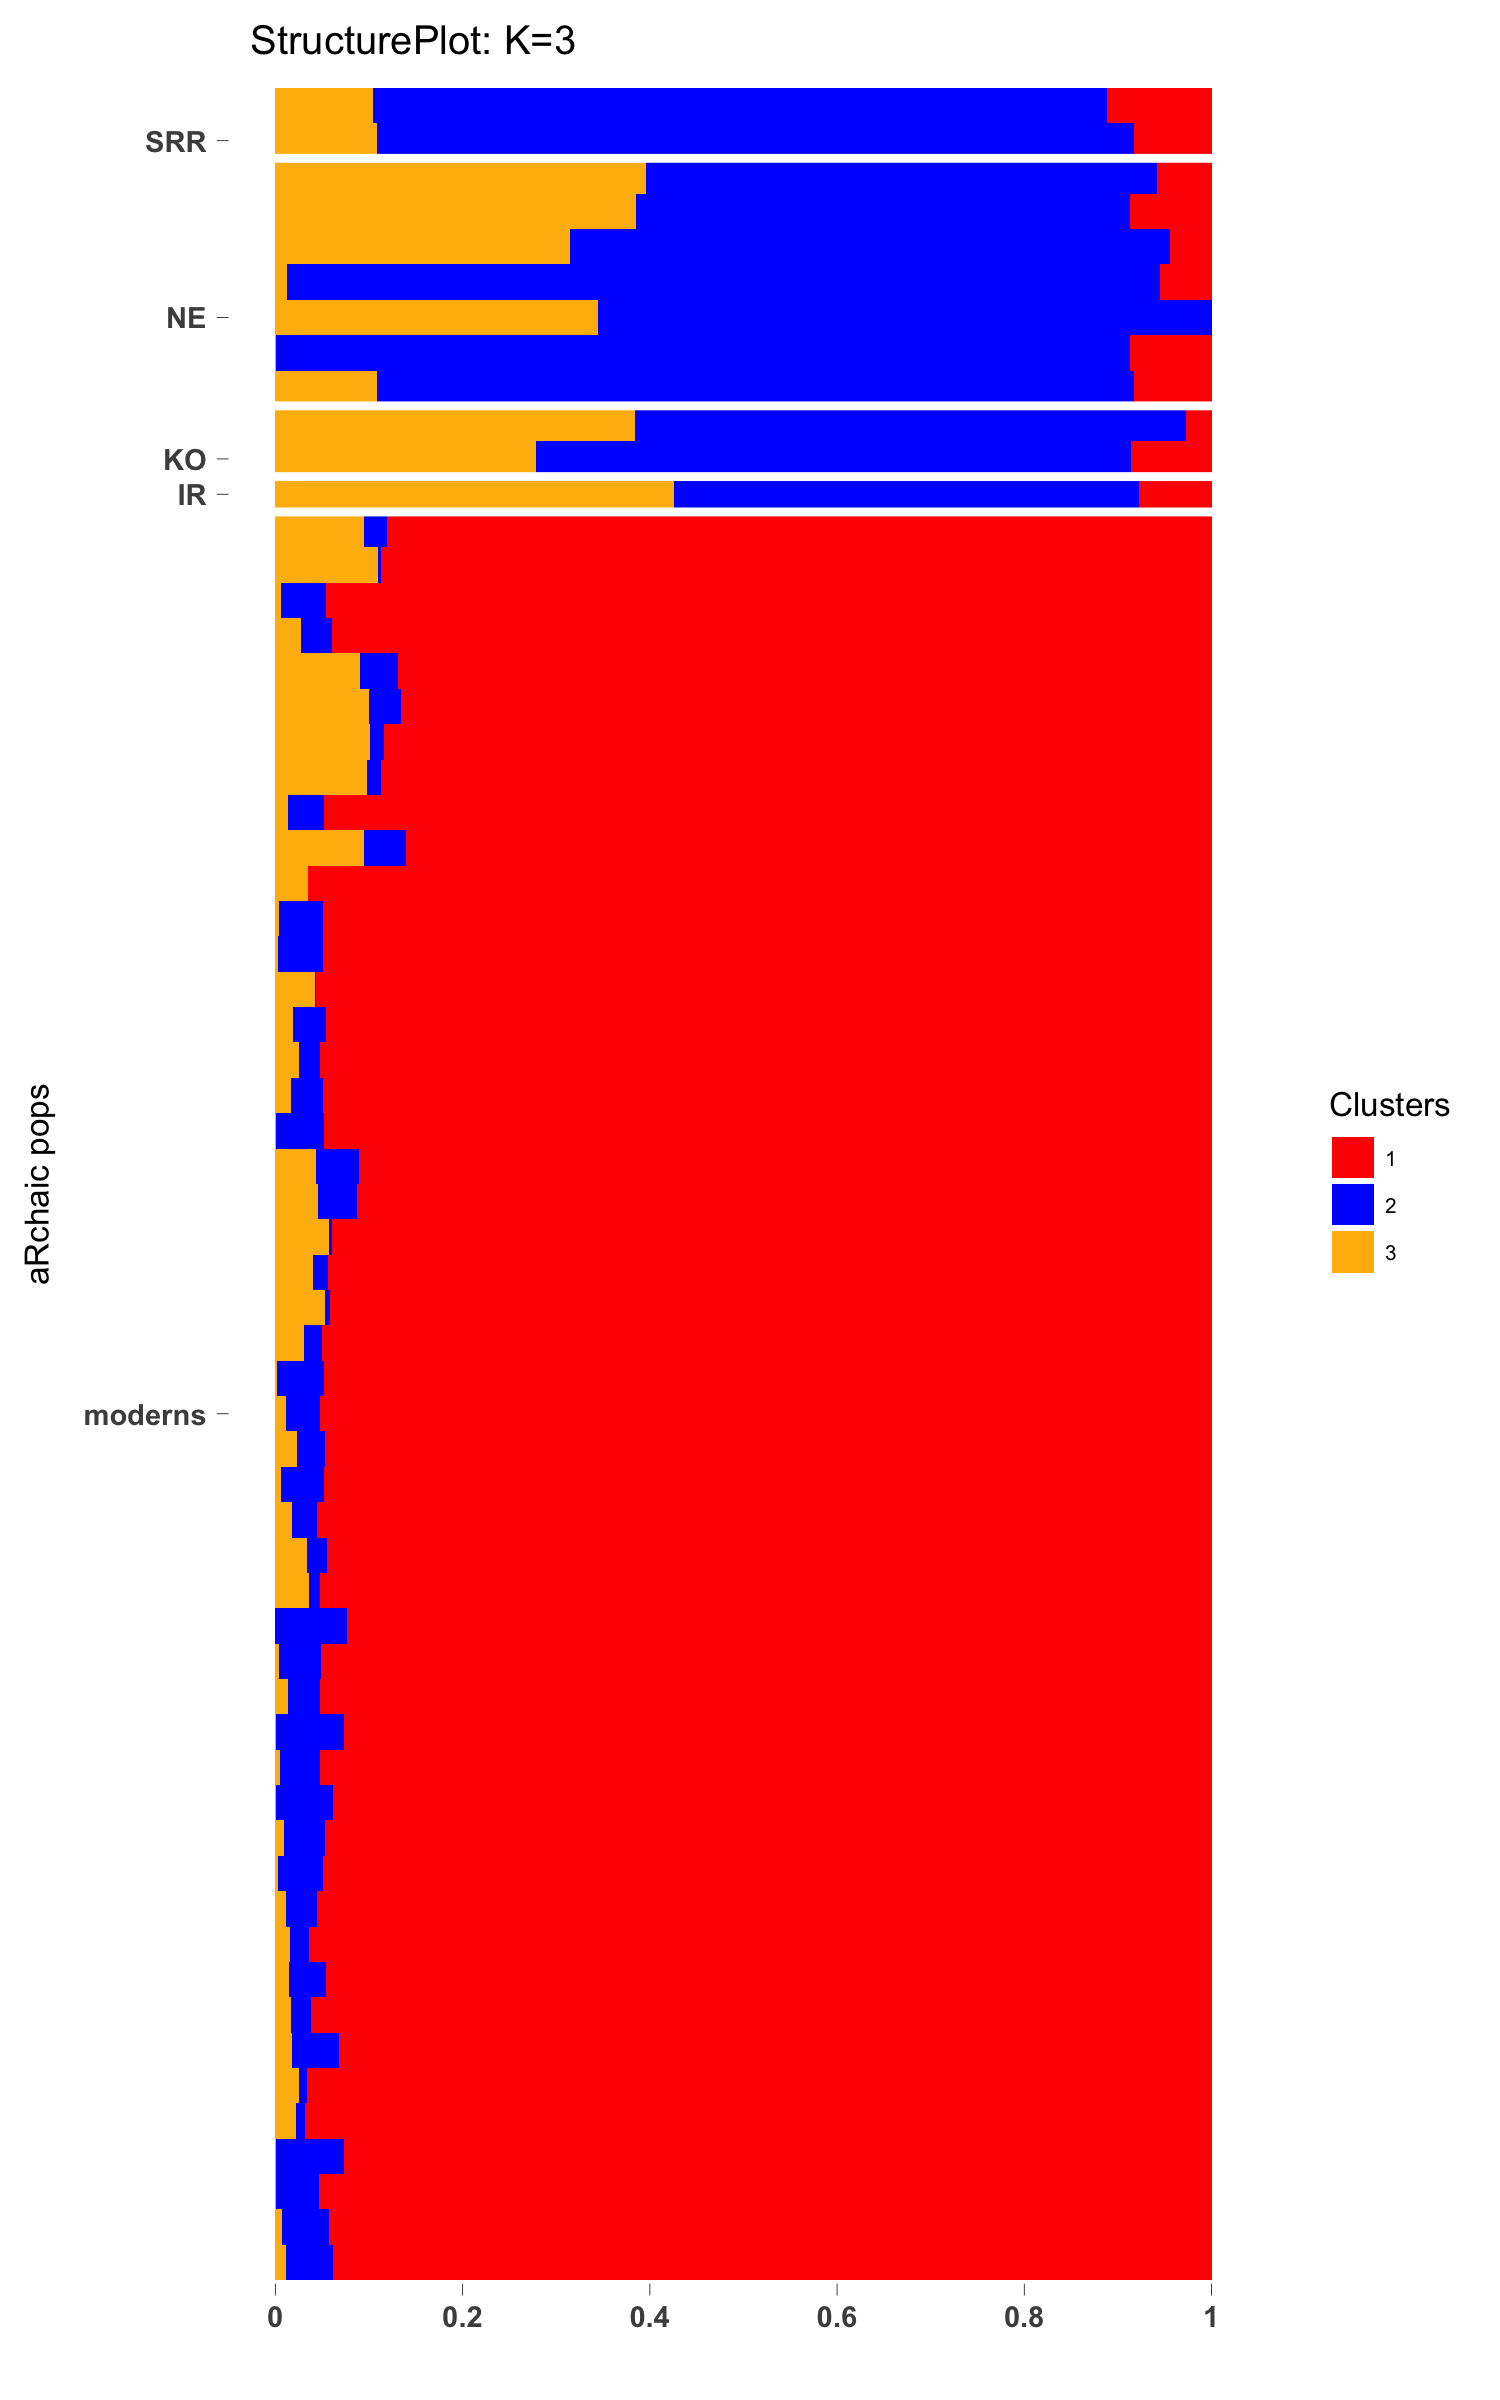 StructurePlot: K=3
SRR
NE
KO
IR
moderns
aRchaic pops
Clusters
1
2
3
0 0.2 0.4 0.6 0.8 1